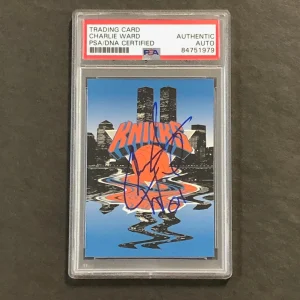 TRADING CARD
CHARLIE WARD
PSA/DNA CERTIFIED
AUTHENTIC
AUTO
PSA
84751979
KNICKS